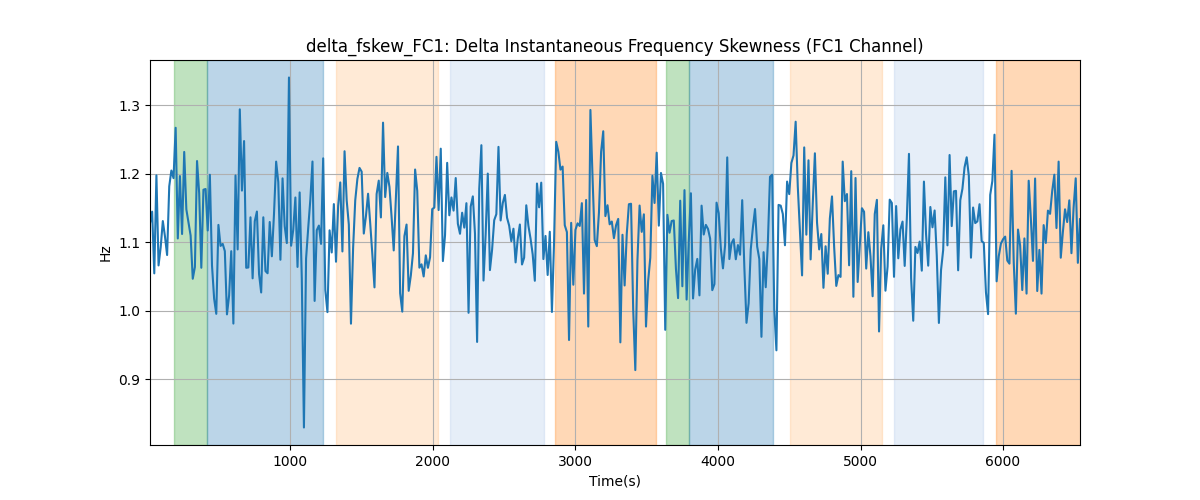 delta_fskew_FC1: Delta Instantaneous Frequency Skewness (FC1 Channel)
Hz
1.3
1.2
1.1
1.0
0.9
1000 2000 3000 4000 5000 6000
Time(s)